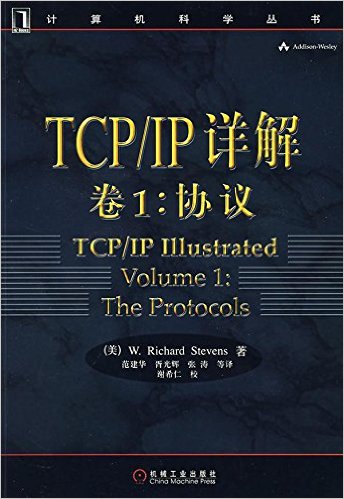 计算机科学丛书
Addison-Wesley
TCP/IP 详解
卷1:协议
TCP/IP Illustrated
Volume 1:
The Protocols
(美) W. Richard Stevens 著
范建华 胥光辉 张涛 等译
谢希仁 校
机械工业出版社
China Machine Press